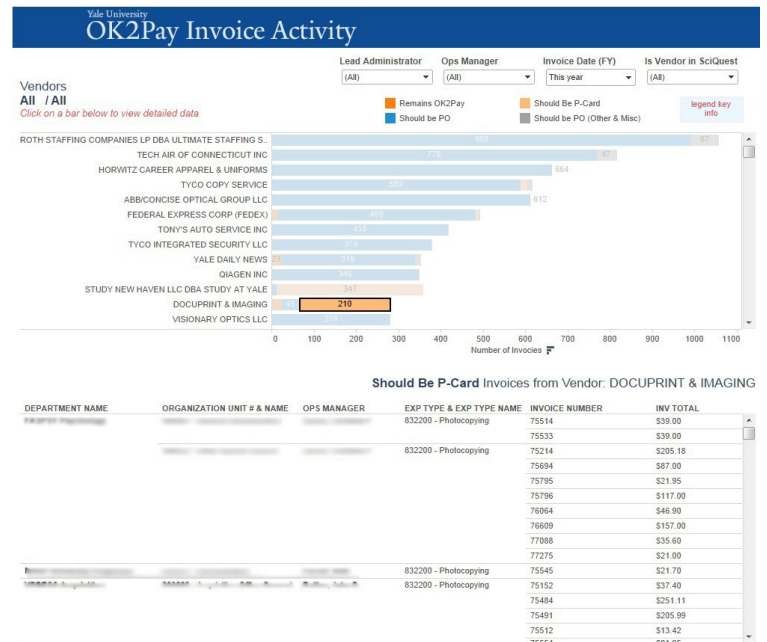 Yale University
OK2Pay Invoice Activity
Lead Administrator Ops Manager Invoice Date (FY) Is Vendor in SciQuest
(All) (All) This year (All)
Vendors
All / All
Click on a bar below to view detailed data
Remains OK2Pay Should Be P-Card
Should be PO Should be PO (Other & Misc)
legend key
info
ROTH STAFFING COMPANIES LP DBA ULTIMATE STAFFING S.. 67
TECH AIR OF CONNECTICUT INC 770 47
HORWITZ CAREER APPAREL & UNIFORMS 664
TYCO COPY SERVICE
ABB/CONCISE OPTICAL GROUP LLC 612
FEDERAL EXPRESS CORP (FEDEX)
TONY'S AUTO SERVICE INC
TYCO INTEGRATED SECURITY LLC
YALE DAILY NEWS 23 316
QIAGEN INC
STUDY NEW HAVEN LLC DBA STUDY AT YALE 347
DOCUPRINT & IMAGING 210
VISIONARY OPTICS LLC
0 100 200 300 400 500 600 700 800 900 1000 1100
Number of Invocies
Should Be P-Card Invoices from Vendor: DOCUPRINT & IMAGING
DEPARTMENT NAME ORGANIZATION UNIT # & NAME OPS MANAGER EXP TYPE & EXP TYPE NAME INVOICE NUMBER INV TOTAL
832200 - Photocopying 75514 $39.00
75533 $39.00
832200 - Photocopying 75214 $205.18
75694 $87.00
75795 $21.95
75796 $117.00
76064 $46.90
76609 $157.00
77088 $35.60
77275 $21.00
832200 - Photocopying 75545 $21.70
832200 - Photocopying 75152 $37.40
75484 $251.11
75491 $205.99
75512 $13.42